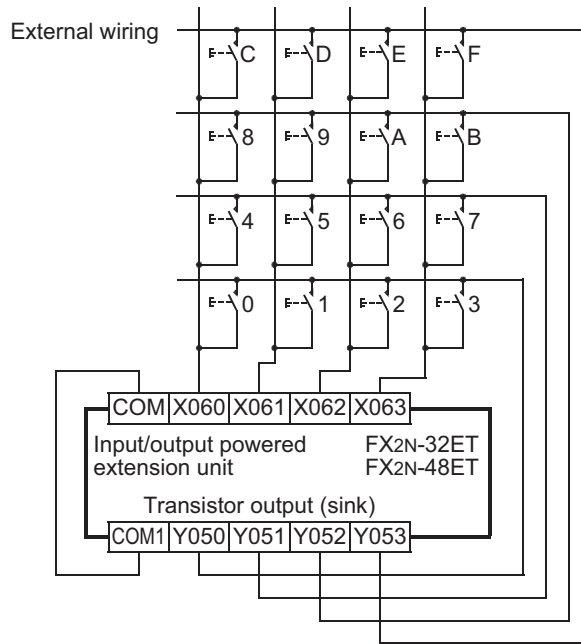 External wiring
C D E F
8 9 A B
4 5 6 7
0 1 2 3
COM X060 X061 X062 X063
Input/output powered FX2N-32ET
extension unit FX2N-48ET
Transistor output (sink)
COM1 Y050 Y051 Y052 Y053